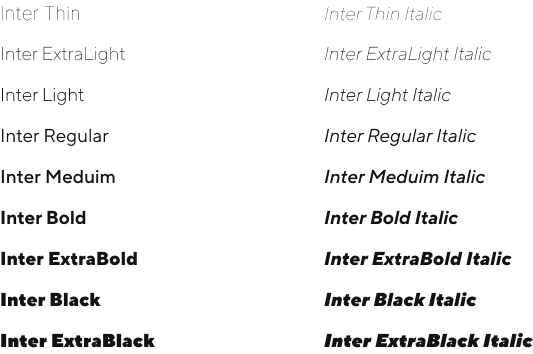 Inter Thin Inter Thin Italic
Inter ExtraLight Inter ExtraLight Italic
Inter Light Inter Light Italic
Inter Regular Inter Regular Italic
Inter Meduim Inter Meduim Italic
Inter Bold Inter Bold Italic
Inter ExtraBold Inter ExtraBold Italic
Inter Black Inter Black Italic
Inter ExtraBlack Inter ExtraBlack Italic